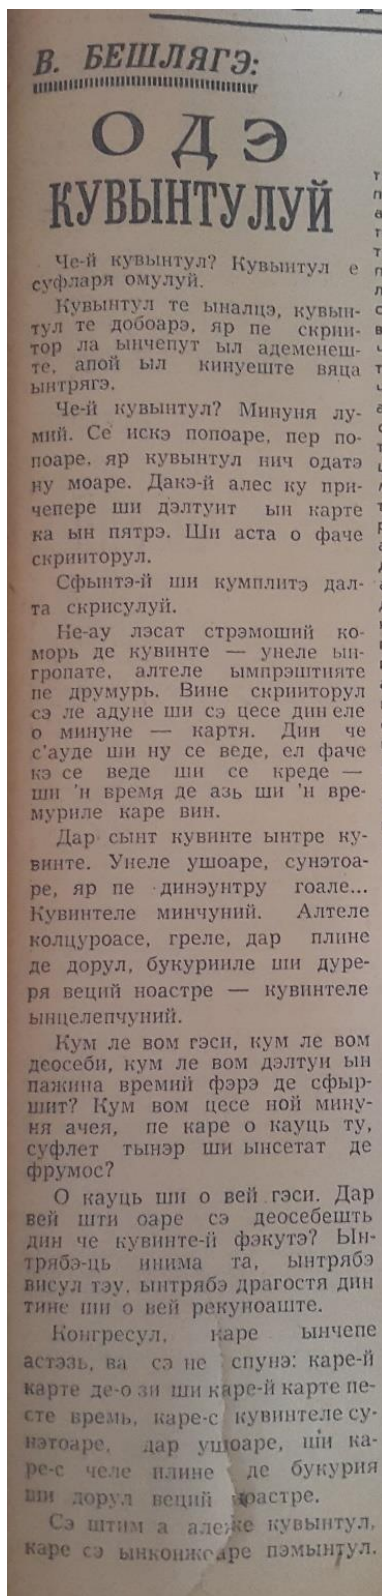 В. БЕШЛЯГЭ:
ОДЭ
КУВЫНТУЛУЙ
Че-й кувынтул? Кувынтул е
суфларя омулуй.
Кувынтул те ыналцэ, кувын-
тул те добоарэ, яр пе скрии-
тор ла ынчепут ыл адеменеш-
те, апой ыл кинуеште вяца
ынтрягэ.
Че-й кувынтул? Минуня лу-
мий. Се искэ попоаре, пер по-
поаре, яр кувынтул нич одатэ
ну моаре. Дакэ-й алес ку при-
чепере ши дэлтуит ын карте
ка ын пятрэ. Ши аста о фаче
скрииторул.
Сфынтэ-й ши кумплитэ дал-
та скрисулуй.
Не-ау лэсат стрэмоший ко-
морь де кувинте — унеле ын-
гропате, алтеле ымпрэштияте
пе друмурь. Вине скрииторул
сэ ле адуне ши сэ цесе дин еле
о минуне — картя. Дин че
с'ауде ши ну се веде, ел фаче
кэ се веде ши се креде —
ши 'н время де азь ши 'н вре-
муриле каре вин.
Дар сынт кувинте ынтре ку-
винте. Унеле ушоаре, сунэтоа-
ре, яр пе динэунтру гоале...
Кувинтеле минчуний. Алтеле
колцуроасе, греле, дар плине
де дорул, букурииле ши дуре-
ря веций ноастре — кувинтеле
ынцелепчуний.
Кум ле вом гэси, кум ле вом
деосеби, кум ле вом дэлтуи ын
пажина времий фэрэ де сфыр-
шит? Кум вом цесе ной мину-
ня ачея, пе каре о кауць ту,
суфлет тынэр ши ынсетат де
фрумос?
О кауць ши о вей гэси. Дар
вей шти оаре сэ деосебешть
дин че кувинте-й фэкутэ? Ын-
трябэ-ць инима та, ынтрябэ
висул тэу, ынтрябэ драгостя дин
тине ши о вей рекуноаште.
Конгресул, каре ынчепе
астэзь, ва сэ не спунэ: каре-й
карте де-о зи ши каре-й карте пе-
сте время, каре-с кувинтеле су-
нэтоаре, дар ушоаре, ши ка-
ре-с челе плине де букурия
ши дорул веций ноастре.
Сэ штим а алеӂе кувынтул,
каре сэ ынконжоаре пэмынтул.